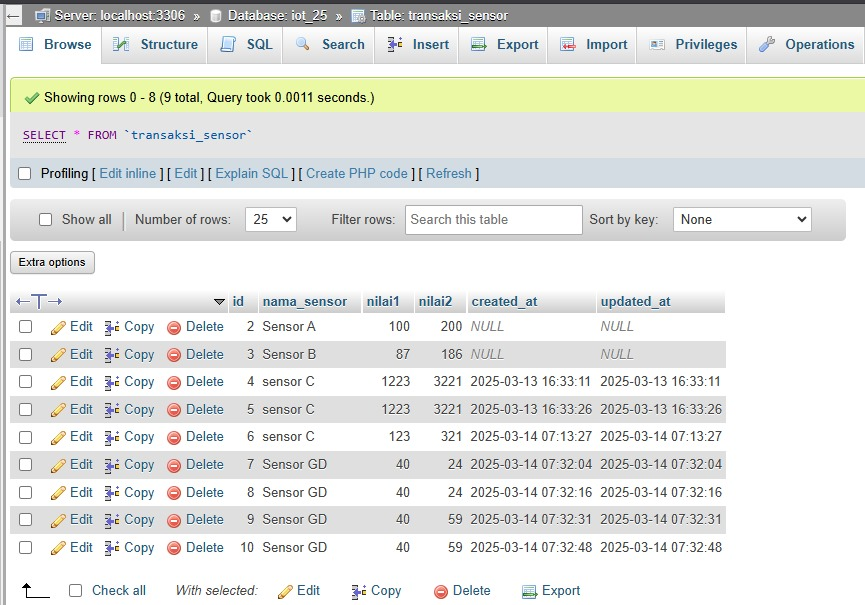 Server: localhost:3306 » Database: iot_25 » Table: transaksi_sensor
Browse Structure SQL Search Insert Export Import Privileges Operations
Showing rows 0 - 8 (9 total, Query took 0.0011 seconds.)
SELECT * FROM `transaksi_sensor`
Profiling [ Edit inline ] [ Edit ] [ Explain SQL ] [ Create PHP code ] [ Refresh ]
Show all | Number of rows: 25 Filter rows: Search this table Sort by key: None
Extra options
←T→ id nama_sensor nilai1 nilai2 created_at updated_at
Edit Copy Delete 2 Sensor A 100 200 NULL NULL
Edit Copy Delete 3 Sensor B 87 186 NULL NULL
Edit Copy Delete 4 sensor C 1223 3221 2025-03-13 16:33:11 2025-03-13 16:33:11
Edit Copy Delete 5 sensor C 1223 3221 2025-03-13 16:33:26 2025-03-13 16:33:26
Edit Copy Delete 6 sensor C 123 321 2025-03-14 07:13:27 2025-03-14 07:13:27
Edit Copy Delete 7 Sensor GD 40 24 2025-03-14 07:32:04 2025-03-14 07:32:04
Edit Copy Delete 8 Sensor GD 40 24 2025-03-14 07:32:16 2025-03-14 07:32:16
Edit Copy Delete 9 Sensor GD 40 59 2025-03-14 07:32:31 2025-03-14 07:32:31
Edit Copy Delete 10 Sensor GD 40 59 2025-03-14 07:32:48 2025-03-14 07:32:48
Check all With selected: Edit Copy Delete Export